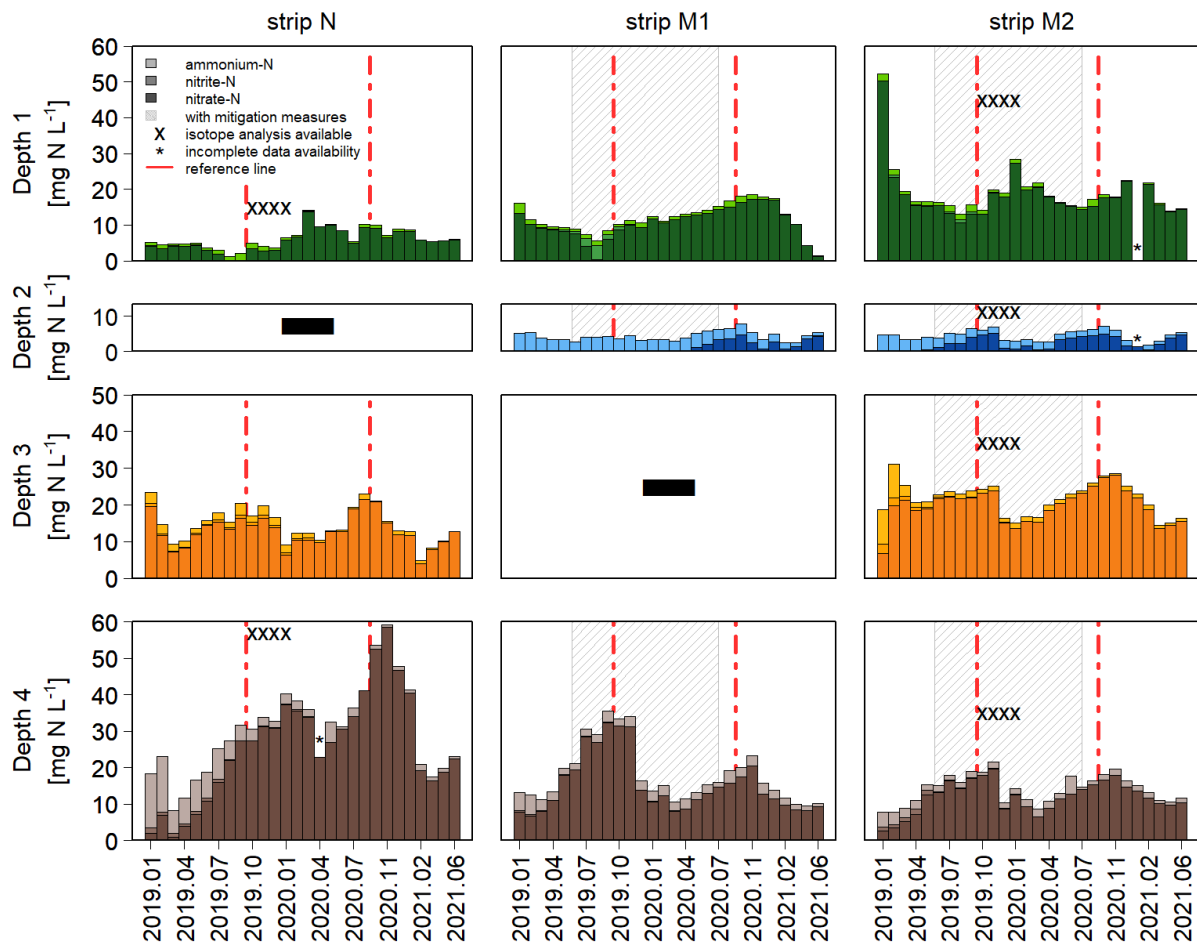 strip N
strip M1
strip M2
Depth 1
[mg N L⁻¹]
60
50
40
30
20
10
0
ammonium-N
nitrite-N
nitrate-N
with mitigation measures
X isotope analysis available
* incomplete data availability
reference line
XXXX
XXXX
*
Depth 2
[mg N L⁻¹]
10
0
XXXX
*
Depth 3
[mg N L⁻¹]
50
40
30
20
10
0
XXXX
Depth 4
[mg N L⁻¹]
60
50
40
30
20
10
0
XXXX
*
XXXX
2019.01
2019.04
2019.07
2019.10
2020.01
2020.04
2020.07
2020.11
2021.02
2021.06
2019.01
2019.04
2019.07
2019.10
2020.01
2020.04
2020.07
2020.11
2021.02
2021.06
2019.01
2019.04
2019.07
2019.10
2020.01
2020.04
2020.07
2020.11
2021.02
2021.06